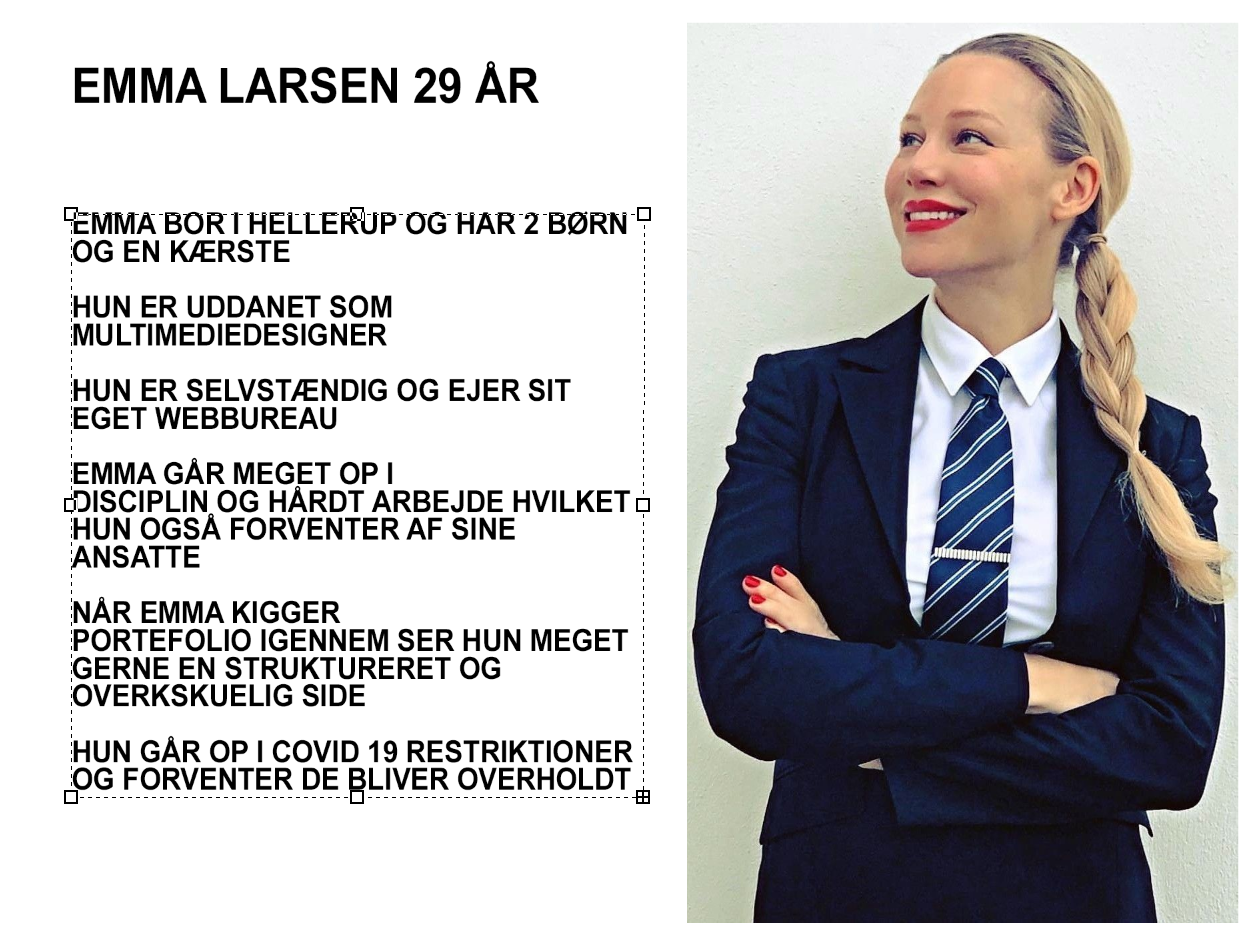 EMMA LARSEN 29 ÅR
EMMA BOR I HELLERUP OG HAR 2 BØRN
OG EN KÆRSTE
HUN ER UDDANET SOM
MULTIMEDIEDESIGNER
HUN ER SELVSTÆNDIG OG EJER SIT
EGET WEBBUREAU
EMMA GÅR MEGET OP I
DISCIPLIN OG HÅRDT ARBEJDE HVILKET
HUN OGSÅ FORVENTER AF SINE
ANSATTE
NÅR EMMA KIGGER
PORTEFOLIO IGENNEM SER HUN MEGET
GERNE EN STRUKTURERET OG
OVERKSKUELIG SIDE
HUN GÅR OP I COVID 19 RESTRIKTIONER
OG FORVENTER DE BLIVER OVERHOLDT